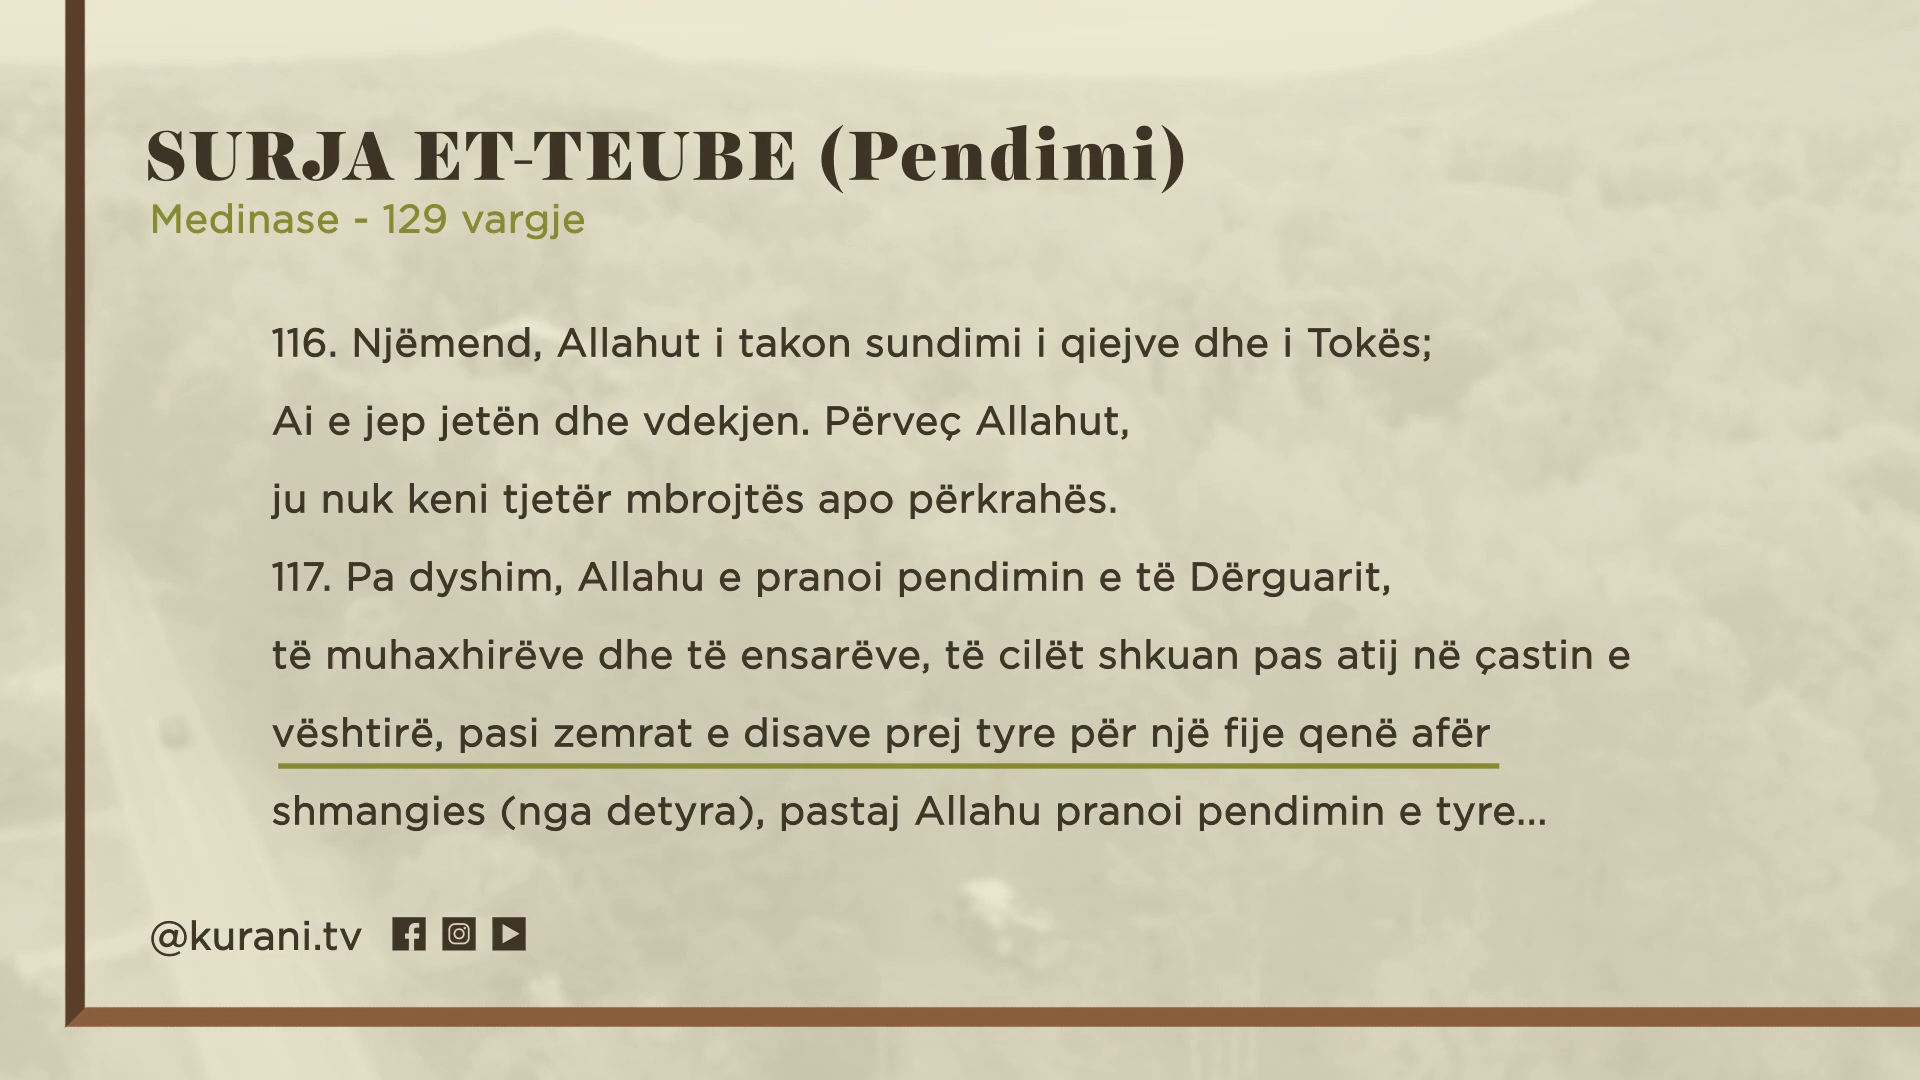 SURJA ET-TEUBE (Pendimi)
Medinase - 129 vargje
116. Njëmend, Allahut i takon sundimi i qiejve dhe i Tokës;
Ai e jep jetën dhe vdekjen. Përveç Allahut,
ju nuk keni tjetër mbrojtës apo përkrahës.
117. Pa dyshim, Allahu e pranoi pendimin e të Dërguarit,
të muhaxhirëve dhe të ensarëve, të cilët shkuan pas atij në çastin e
vështirë, pasi zemrat e disave prej tyre për një fije qenë afër
shmangies (nga detyra), pastaj Allahu pranoi pendimin e tyre...
@kurani.tv